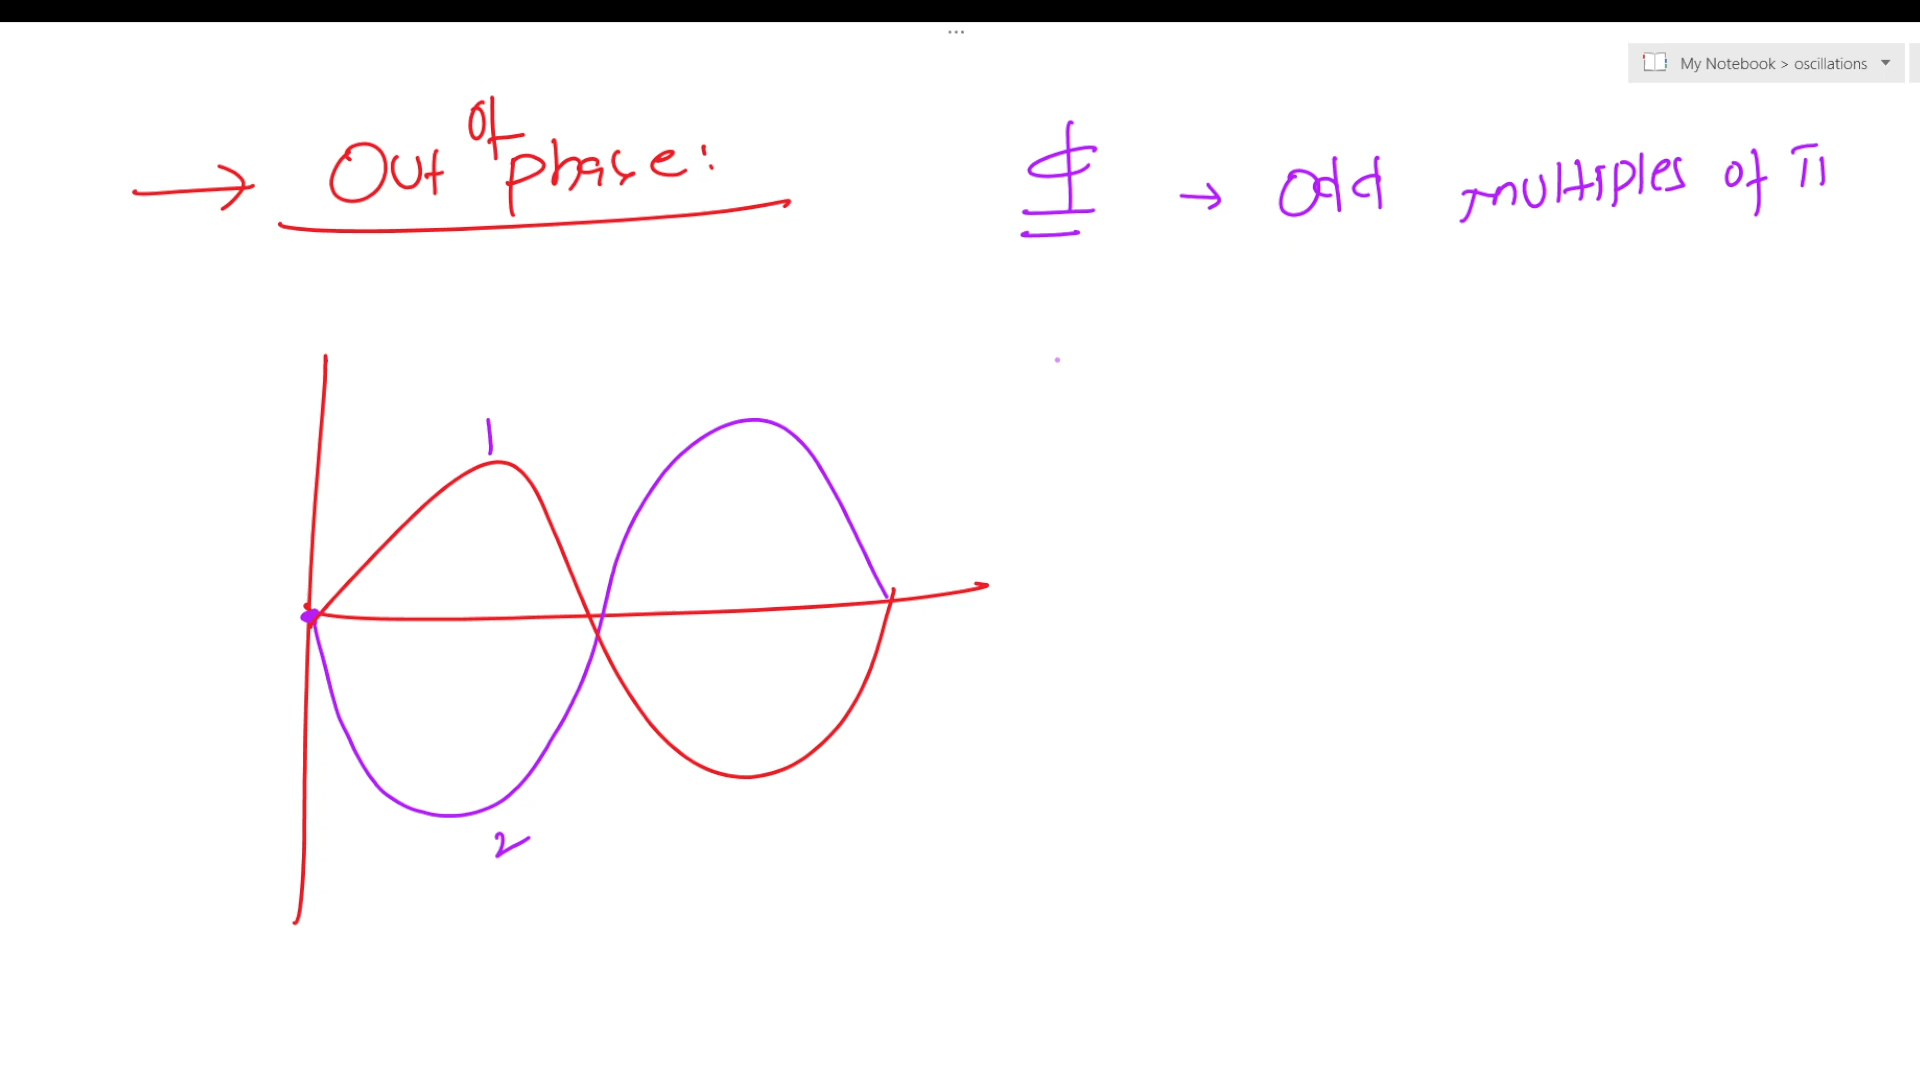 My Notebook > oscillations
→ Out of phase:
ϕ → Odd multiples of π
1
2